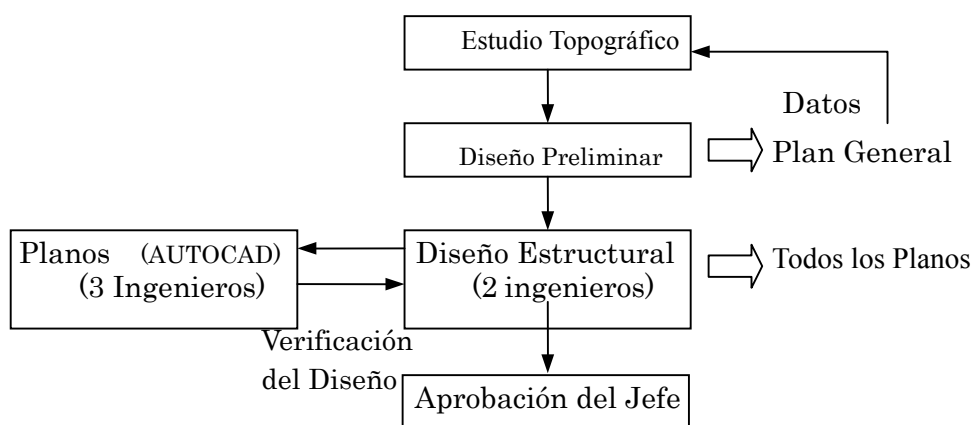 Estudio Topográfico
Datos
Diseño Preliminar
Plan General
Planos (AUTOCAD)
(3 Ingenieros)
Diseño Estructural
(2 ingenieros)
Todos los Planos
Verificación
del Diseño
Aprobación del Jefe